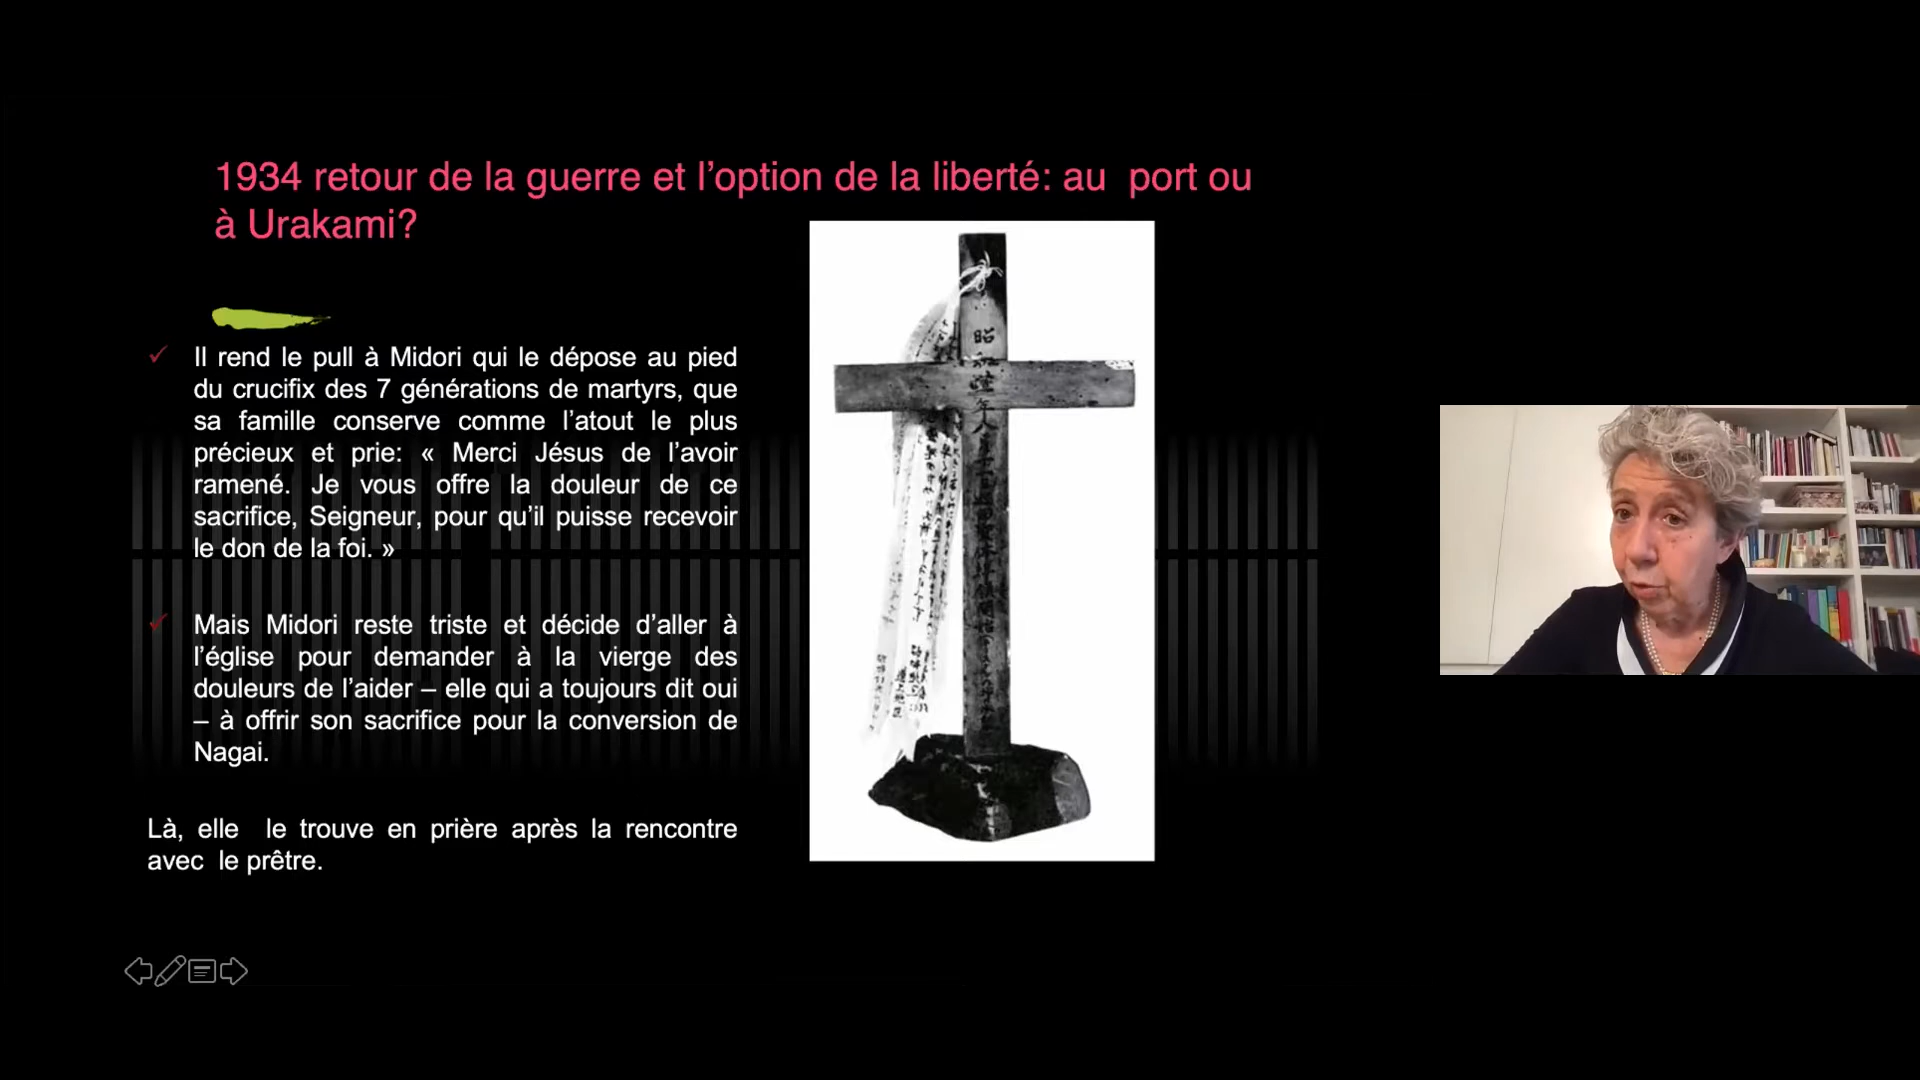 1934 retour de la guerre et l’option de la liberté: au  port ou
à Urakami?
Il rend le pull à Midori qui le dépose au pied
du crucifix des 7 générations de martyrs, que
sa famille conserve comme l’atout le plus
précieux et prie: « Merci Jésus de l’avoir
ramené. Je vous offre la douleur de ce
sacrifice, Seigneur, pour qu’il puisse recevoir
le don de la foi. »
Mais Midori reste triste et décide d’aller à
l’église pour demander à la vierge des
douleurs de l’aider – elle qui a toujours dit oui
– à offrir son sacrifice pour la conversion de
Nagai.
Là, elle  le trouve en prière après la rencontre
avec  le prêtre.
昭
和